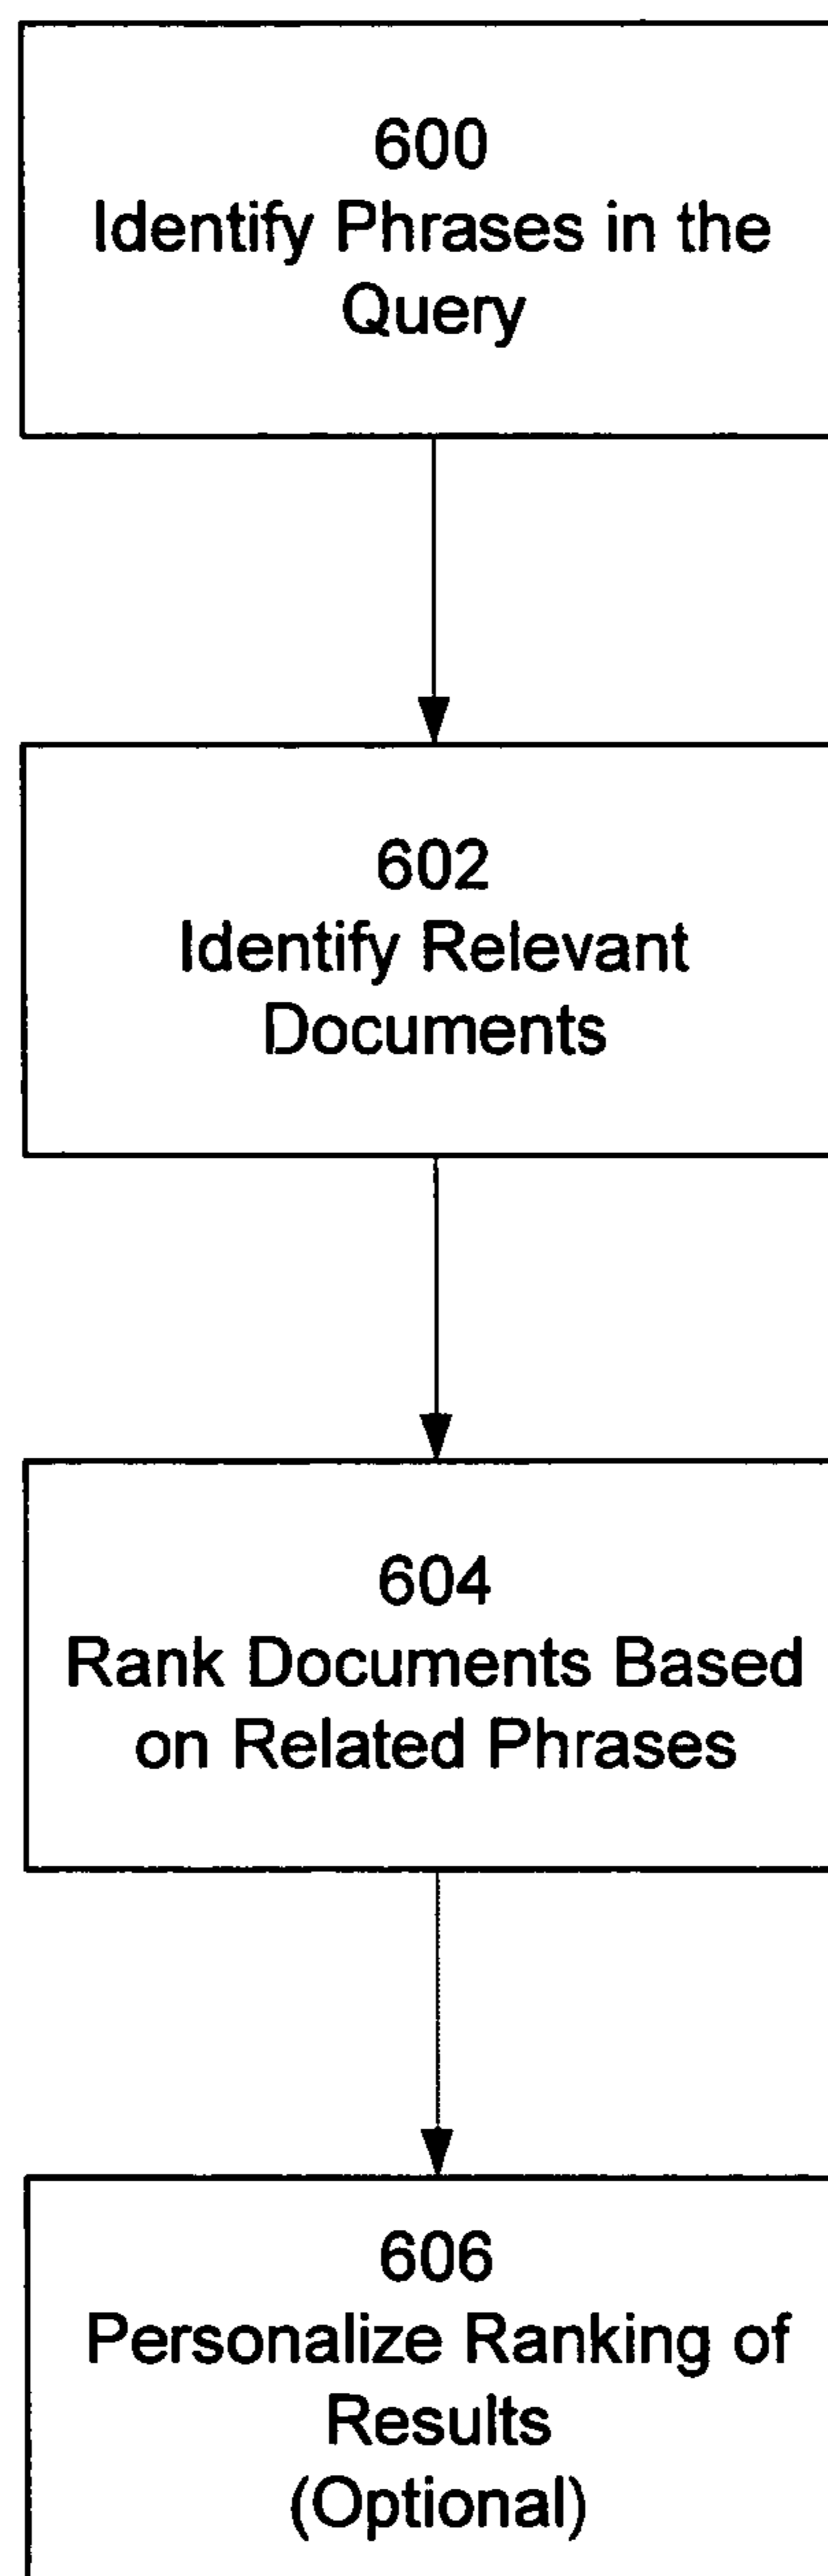 600
Identify Phrases in the
Query
602
Identify Relevant
Documents
604
Rank Documents Based
on Related Phrases
606
Personalize Ranking of
Results
(Optional)